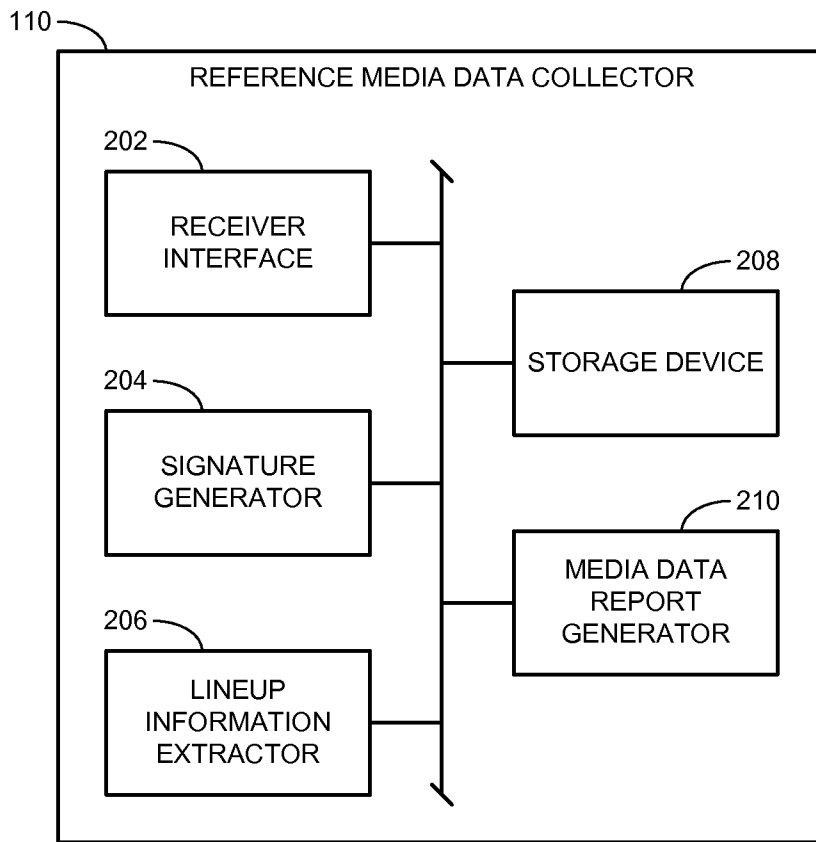 110
REFERENCE MEDIA DATA COLLECTOR
202
RECEIVER
INTERFACE
208
STORAGE DEVICE
204
SIGNATURE
GENERATOR
210
MEDIA DATA
REPORT
GENERATOR
206
LINEUP
INFORMATION
EXTRACTOR